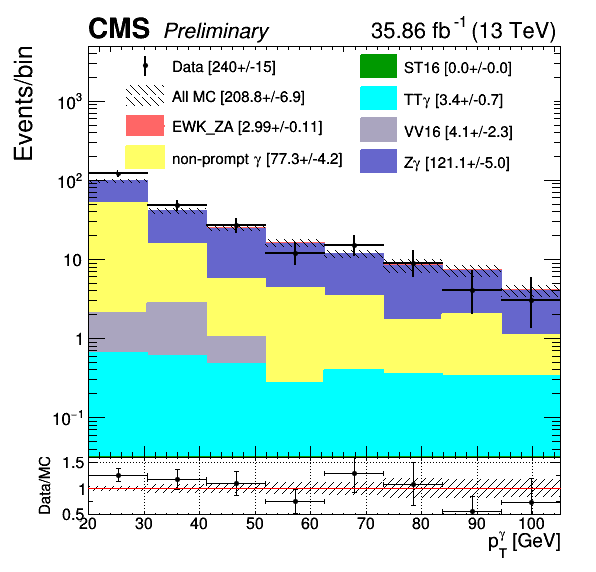 CMS Preliminary 35.86 fb⁻¹ (13 TeV)
Events/bin
Data [240+/-15]
All MC [208.8+/-6.9]
EWK_ZA [2.99+/-0.11]
non-prompt γ [77.3+/-4.2]
ST16 [0.0+/-0.0]
TTγ [3.4+/-0.7]
VV16 [4.1+/-2.3]
Zγ [121.1+/-5.0]
10³
10²
10
1
10⁻¹
Data/MC
1.5
1
0.5
20 30 40 50 60 70 80 90 100
p_T^γ [GeV]